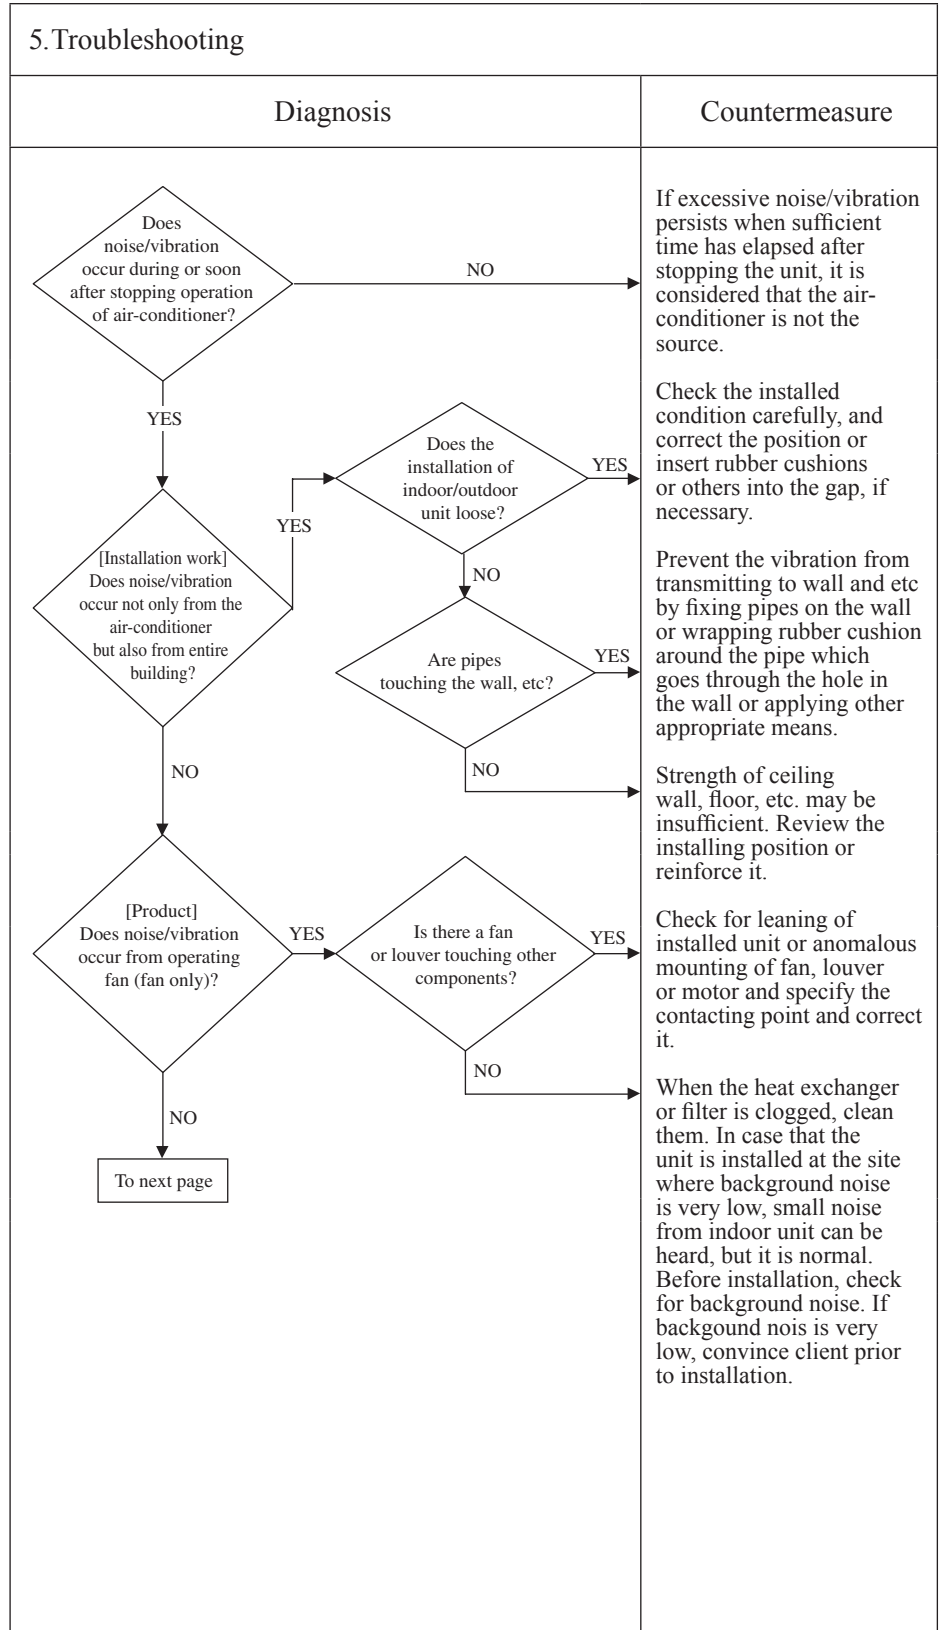 5.Troubleshooting
Diagnosis
Countermeasure
Does
noise/vibration
occur during or soon
after stopping operation
of air-conditioner?
NO
If excessive noise/vibration
persists when sufficient
time has elapsed after
stopping the unit, it is
considered that the air-
conditioner is not the
source.
YES
[Installation work]
Does noise/vibration
occur not only from the
air-conditioner
but also from entire
building?
YES
Does the
installation of
indoor/outdoor
unit loose?
YES
Check the installed
condition carefully, and
correct the position or
insert rubber cushions
or others into the gap, if
necessary.
NO
Are pipes
touching the wall, etc?
YES
Prevent the vibration from
transmitting to wall and etc
by fixing pipes on the wall
or wrapping rubber cushion
around the pipe which
goes through the hole in
the wall or applying other
appropriate means.
NO
Strength of ceiling
wall, floor, etc. may be
insufficient. Review the
installing position or
reinforce it.
NO
[Product]
Does noise/vibration
occur from operating
fan (fan only)?
YES
Is there a fan
or louver touching other
components?
YES
Check for leaning of
installed unit or anomalous
mounting of fan, louver
or motor and specify the
contacting point and correct
it.
NO
When the heat exchanger
or filter is clogged, clean
them. In case that the
unit is installed at the site
where background noise
is very low, small noise
from indoor unit can be
heard, but it is normal.
Before installation, check
for background noise. If
backgound nois is very
low, convince client prior
to installation.
NO
To next page